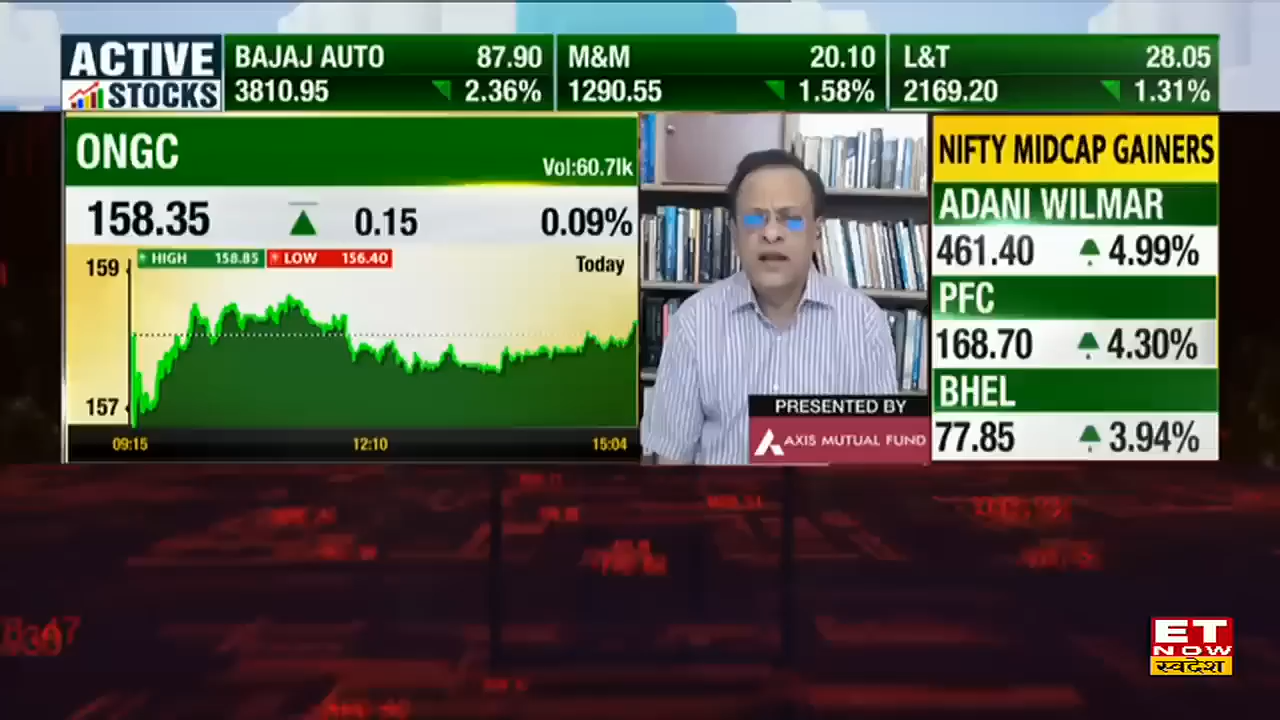 ACTIVE
STOCKS
BAJAJ AUTO 87.90
3810.95 2.36%
M&M 20.10
1290.55 1.58%
L&T 28.05
2169.20 1.31%
ONGC
Vol:60.7lk
158.35 0.15 0.09%
HIGH 158.85 LOW 156.40
Today
159
157
09:15 12:10 15:04
PRESENTED BY
AXIS MUTUAL FUND
NIFTY MIDCAP GAINERS
ADANI WILMAR
461.40 4.99%
PFC
168.70 4.30%
BHEL
77.85 3.94%
ET
NOW
स्वदेश